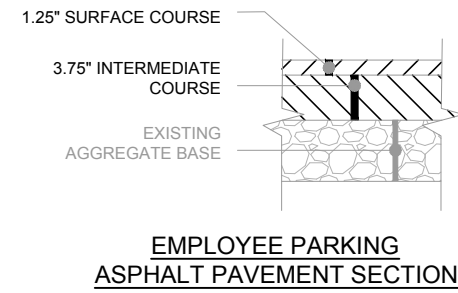 1.25" SURFACE COURSE
3.75" INTERMEDIATE
COURSE
EXISTING
AGGREGATE BASE
EMPLOYEE PARKING
ASPHALT PAVEMENT SECTION